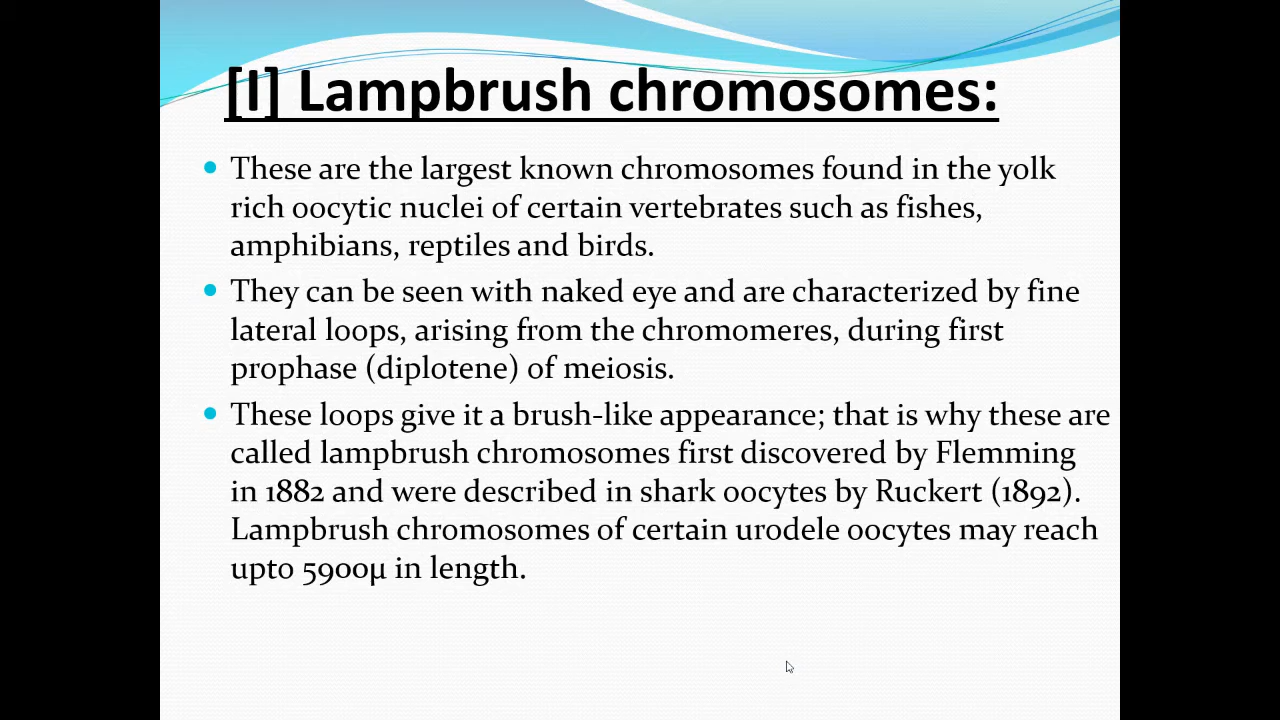 [I] Lampbrush chromosomes:
These are the largest known chromosomes found in the yolk
rich oocytic nuclei of certain vertebrates such as fishes,
amphibians, reptiles and birds.
They can be seen with naked eye and are characterized by fine
lateral loops, arising from the chromomeres, during first
prophase (diplotene) of meiosis.
These loops give it a brush-like appearance; that is why these are
called lampbrush chromosomes first discovered by Flemming
in 1882 and were described in shark oocytes by Ruckert (1892).
Lampbrush chromosomes of certain urodele oocytes may reach
upto 5900µ in length.